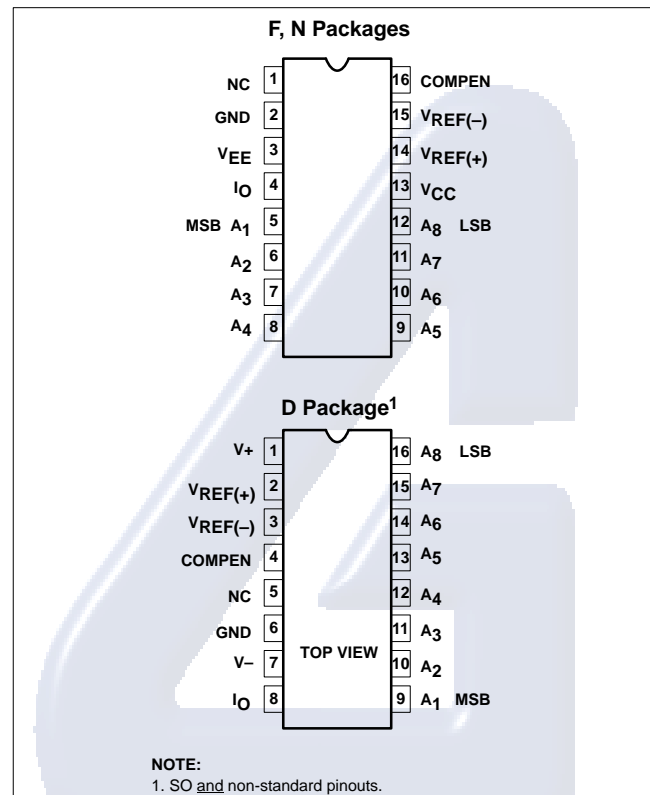 F, N Packages
NC 1 16 COMPEN
GND 2 15 VREF(–)
VEE 3 14 VREF(+)
IO 4 13 VCC
MSB A1 5 12 A8 LSB
A2 6 11 A7
A3 7 10 A6
A4 8 9 A5
D Package1
V+ 1 16 A8 LSB
VREF(+) 2 15 A7
VREF(–) 3 14 A6
COMPEN 4 13 A5
NC 5 12 A4
GND 6 11 A3
TOP VIEW
V– 7 10 A2
IO 8 9 A1 MSB
NOTE:
1. SO and non-standard pinouts.